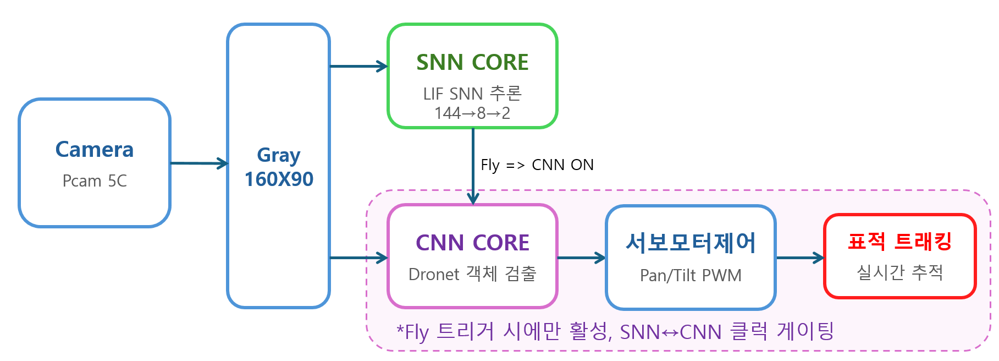 Camera
Pcam 5C
Gray
160X90
SNN CORE
LIF SNN 추론
144→8→2
Fly => CNN ON
CNN CORE
Dronet 객체 검출
서보모터제어
Pan/Tilt PWM
표적 트래킹
실시간 추적
*Fly 트리거 시에만 활성, SNN↔CNN 클럭 게이팅